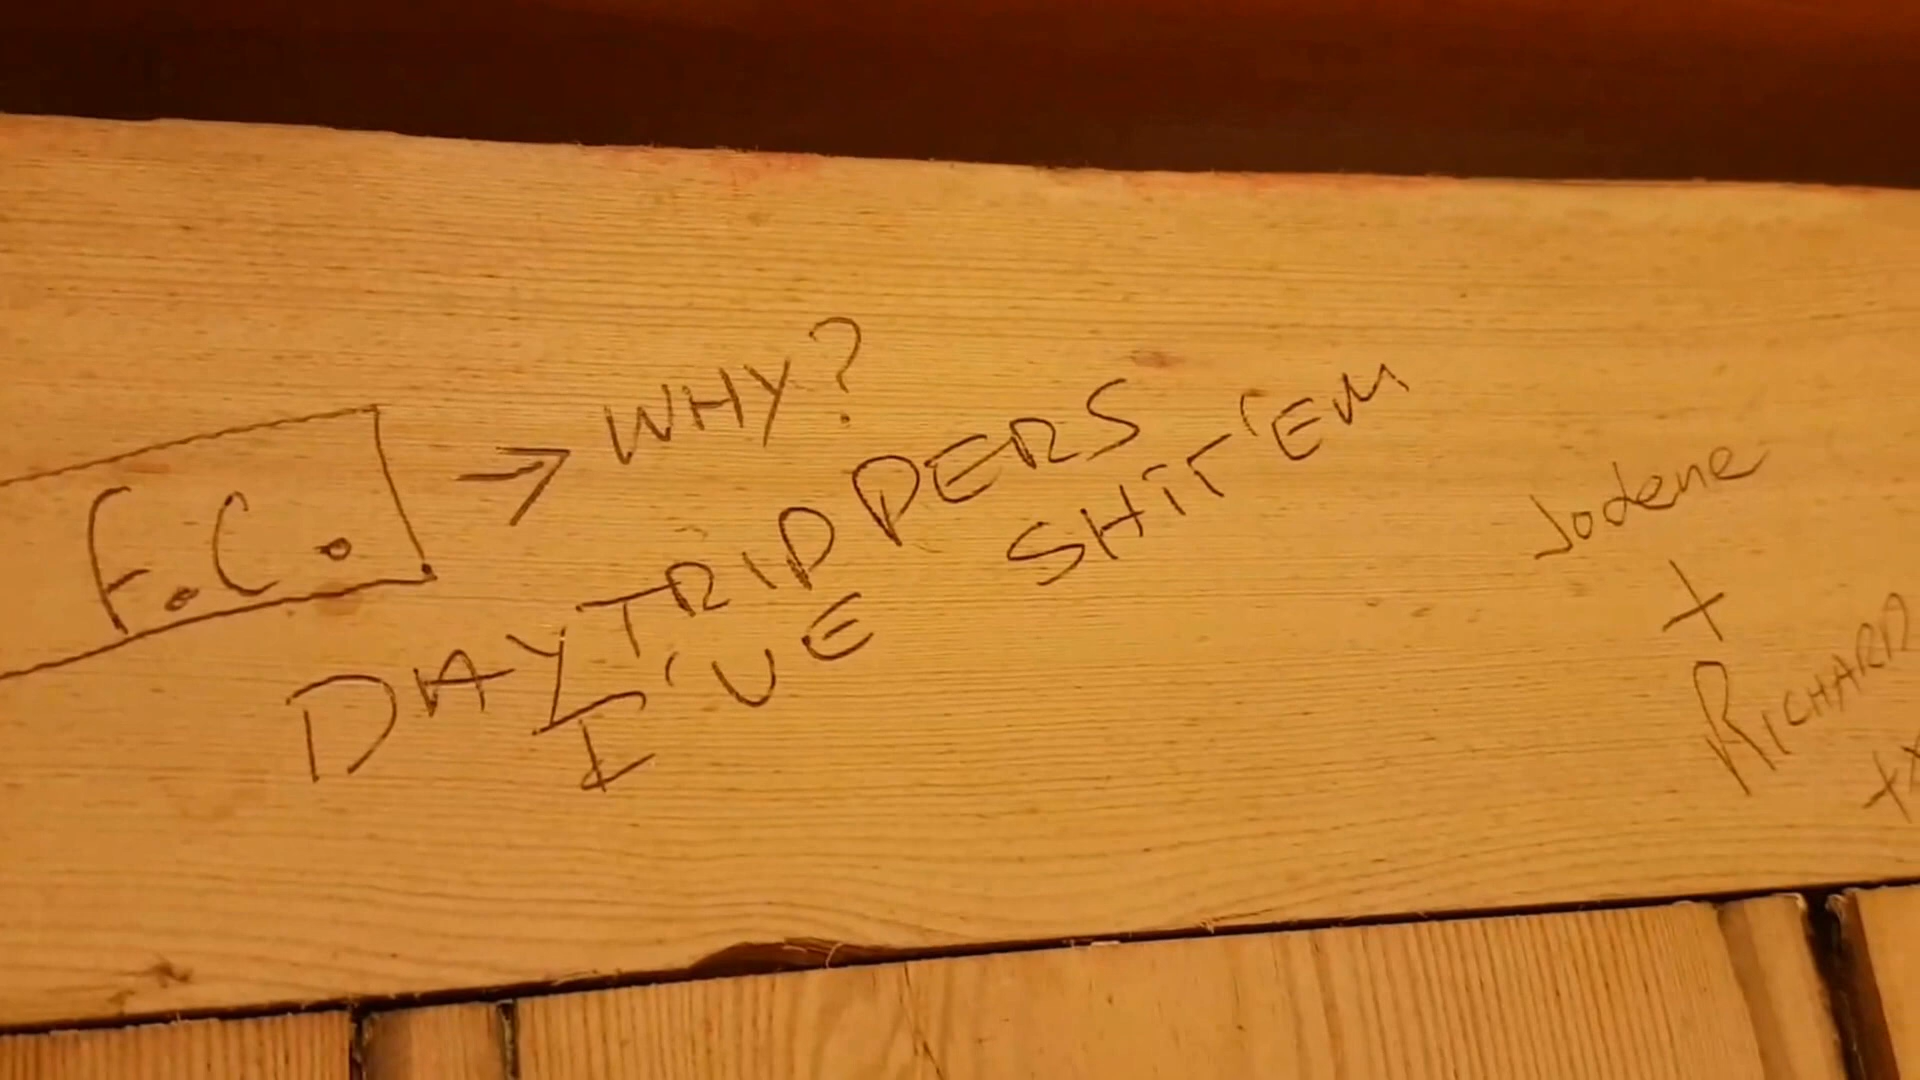 F.C. → WHY?
DAYTRIPPERS
I'VE SHIT 'EM
Jodene
+
RICHARD